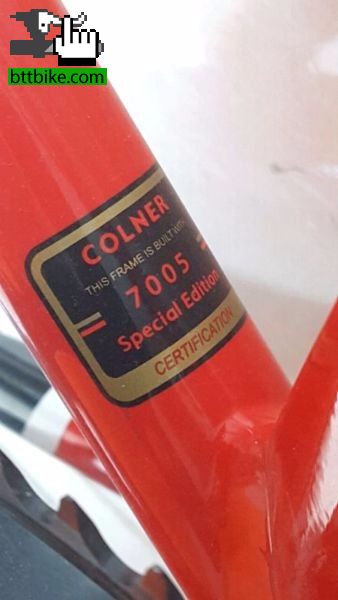 bttbike.com
COLNER
THIS FRAME IS BUILT WITH
7005
Special Edition
CERTIFICATION